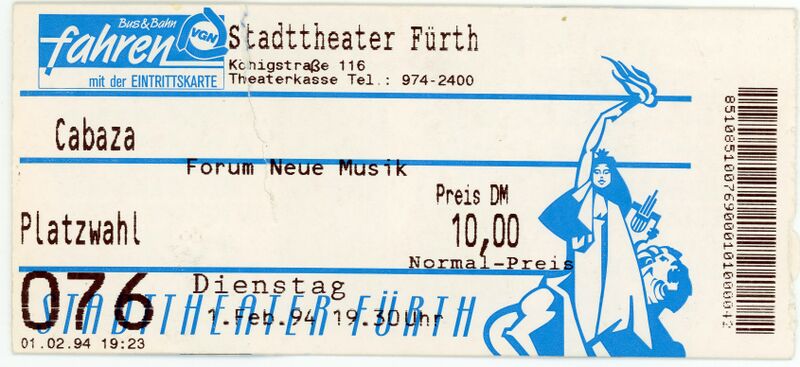 Bus & Bahn
fahren
VGN
mit der EINTRITTSKARTE
Stadttheater Fürth
Königstraße 116
Theaterkasse Tel.: 974-2400
Cabaza
Forum Neue Musik
Preis DM
Platzwahl
10,00
Normal-Preis
076
Dienstag
1.Feb.94 19.30Uhr
STADTTHEATER FÜRTH
01.02.94 19:23